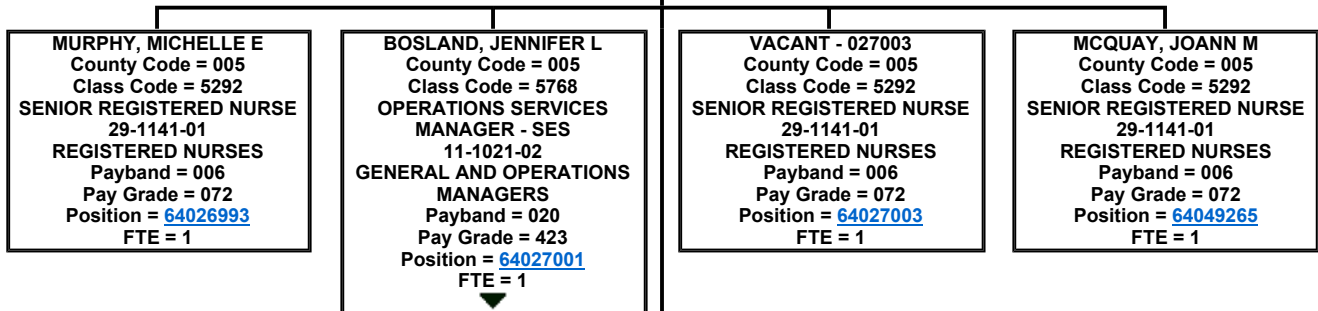 MURPHY, MICHELLE E
County Code = 005
Class Code = 5292
SENIOR REGISTERED NURSE
29-1141-01
REGISTERED NURSES
Payband = 006
Pay Grade = 072
Position = 64026993
FTE = 1
BOSLAND, JENNIFER L
County Code = 005
Class Code = 5768
OPERATIONS SERVICES
MANAGER - SES
11-1021-02
GENERAL AND OPERATIONS
MANAGERS
Payband = 020
Pay Grade = 423
Position = 64027001
FTE = 1
VACANT - 027003
County Code = 005
Class Code = 5292
SENIOR REGISTERED NURSE
29-1141-01
REGISTERED NURSES
Payband = 006
Pay Grade = 072
Position = 64027003
FTE = 1
MCQUAY, JOANN M
County Code = 005
Class Code = 5292
SENIOR REGISTERED NURSE
29-1141-01
REGISTERED NURSES
Payband = 006
Pay Grade = 072
Position = 64049265
FTE = 1